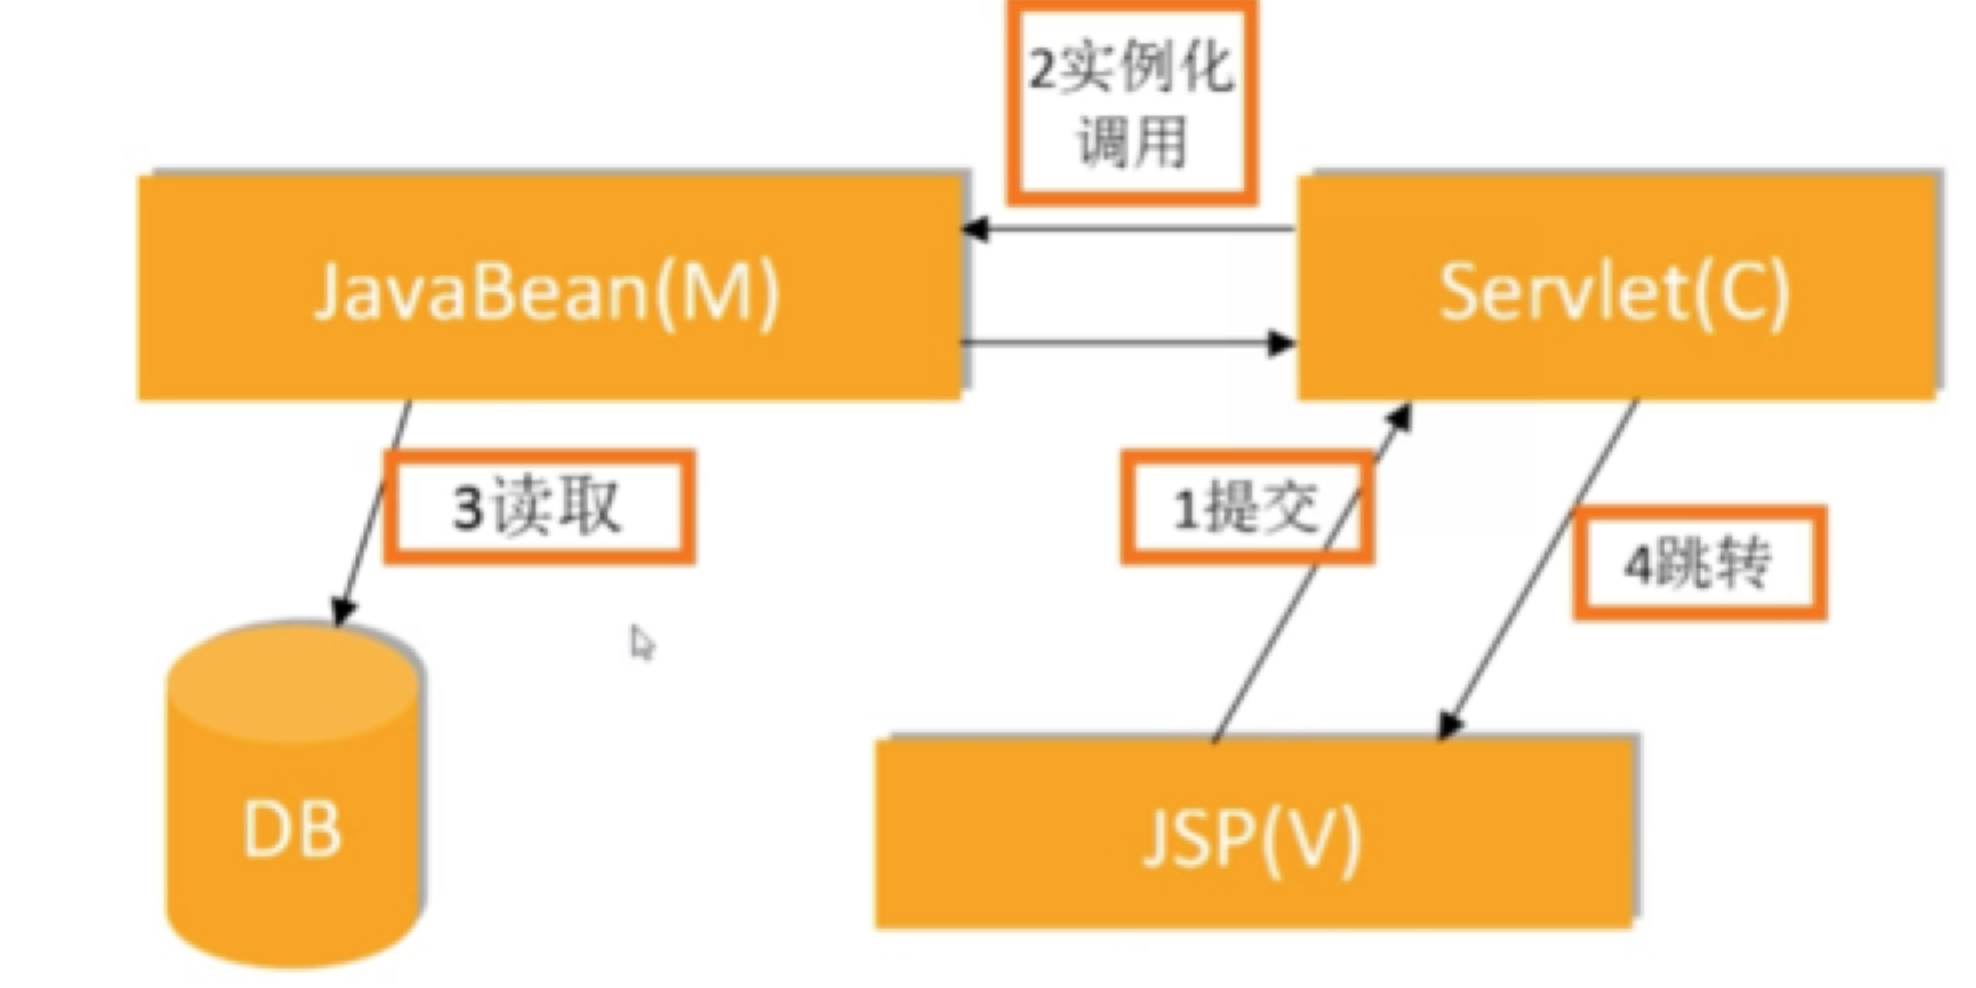 2实例化
调用
JavaBean(M)
Servlet(C)
3读取
1提交
4跳转
DB
JSP(V)